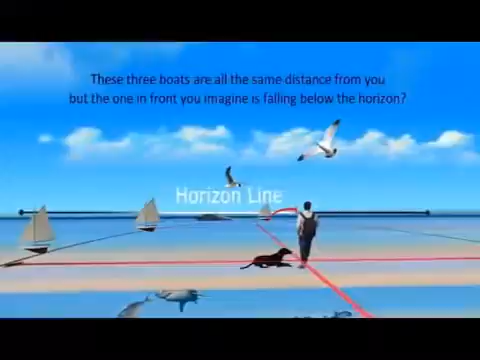 These three boats are all the same distance from you
but the one in front you imagine is falling below the horizon?
Horizon Line